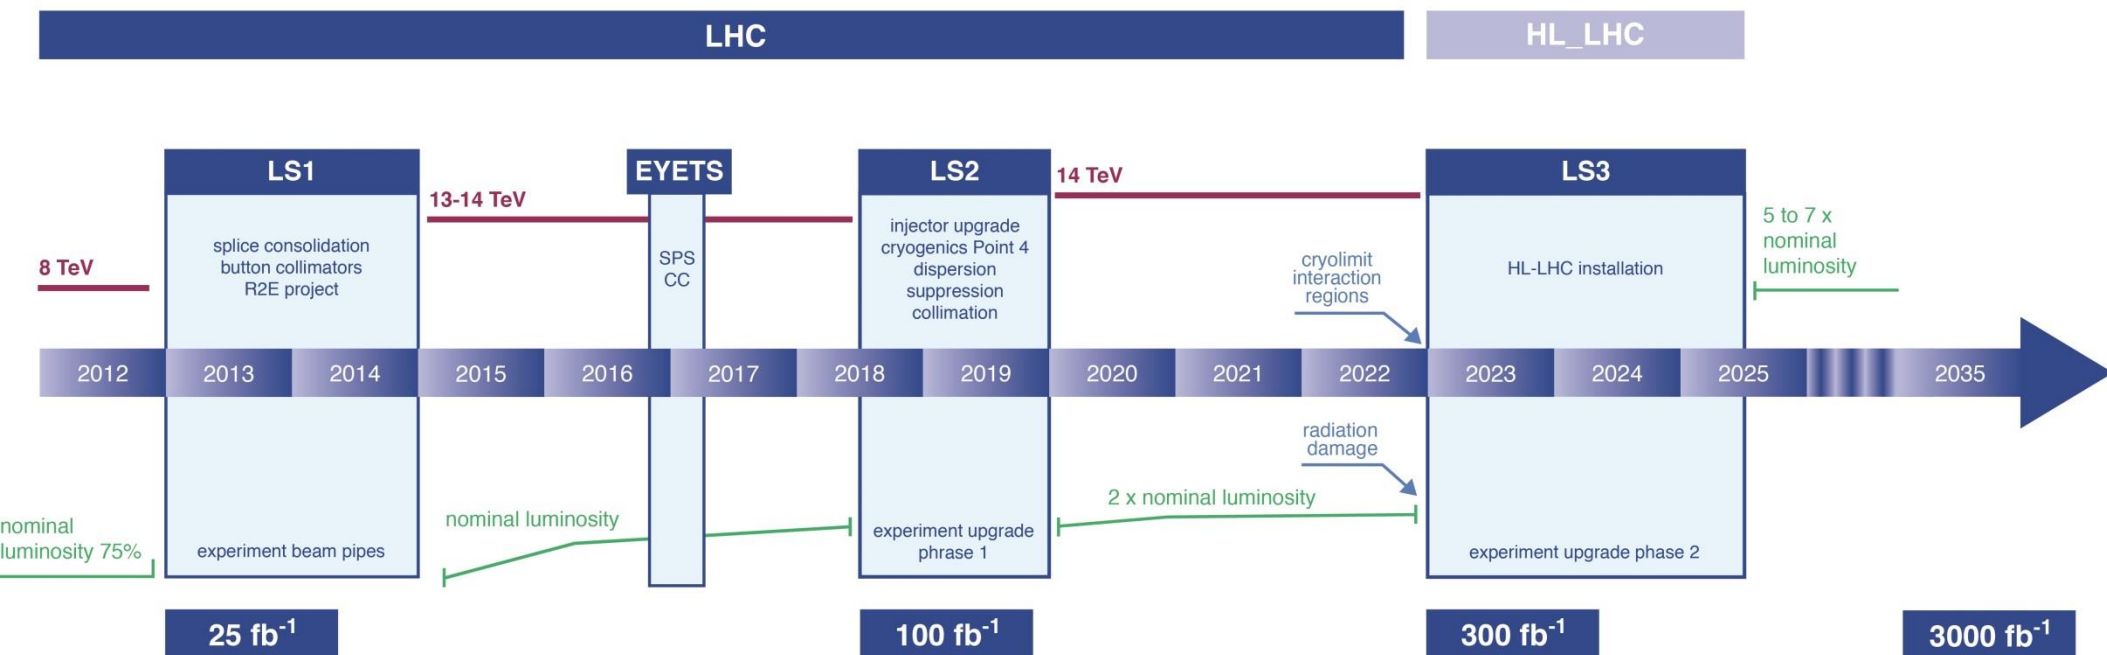 LHC
HL_LHC
LS1
EYETS
LS2
LS3
14 TeV
13-14 TeV
8 TeV
splice consolidation
button collimators
R2E project
SPS
CC
injector upgrade
cryogenics Point 4
dispersion
suppression
collimation
cryolimit
interaction
regions
HL-LHC installation
5 to 7 x
nominal
luminosity
2012
2013
2014
2015
2016
2017
2018
2019
2020
2021
2022
2023
2024
2025
2035
radiation
damage
nominal
luminosity 75%
experiment beam pipes
nominal luminosity
experiment upgrade
phrase 1
2 x nominal luminosity
experiment upgrade phase 2
25 fb-1
100 fb-1
300 fb-1
3000 fb-1